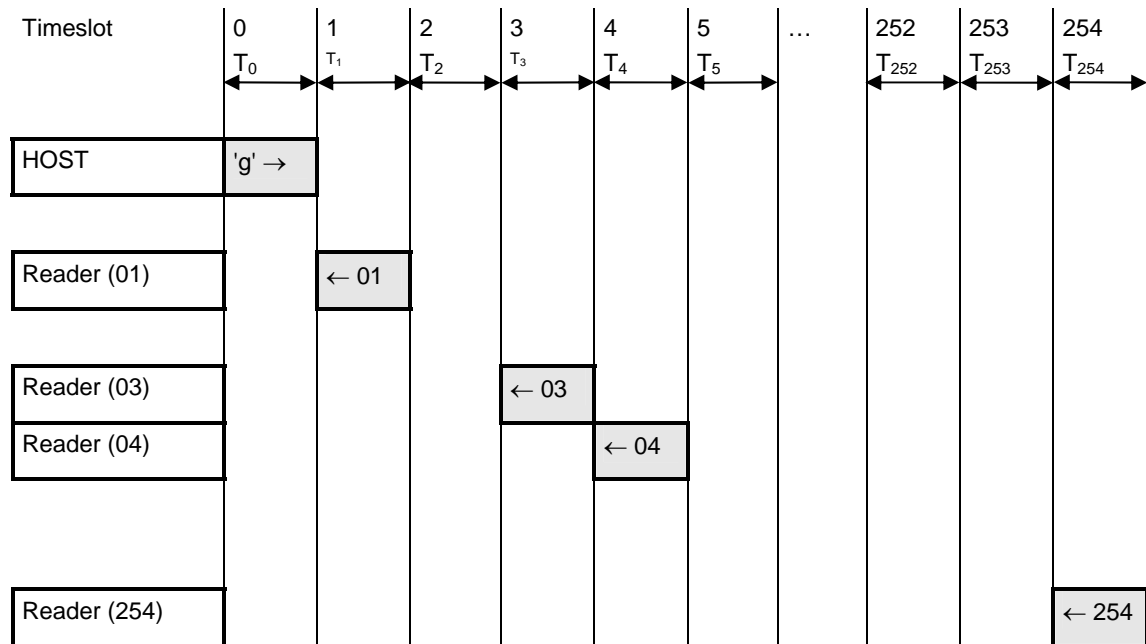 Timeslot 0 1 2 3 4 5 … 252 253 254
T₀ T₁ T₂ T₃ T₄ T₅ T₂₅₂ T₂₅₃ T₂₅₄
HOST 'g' →
Reader (01) ← 01
Reader (03) ← 03
Reader (04) ← 04
Reader (254) ← 254